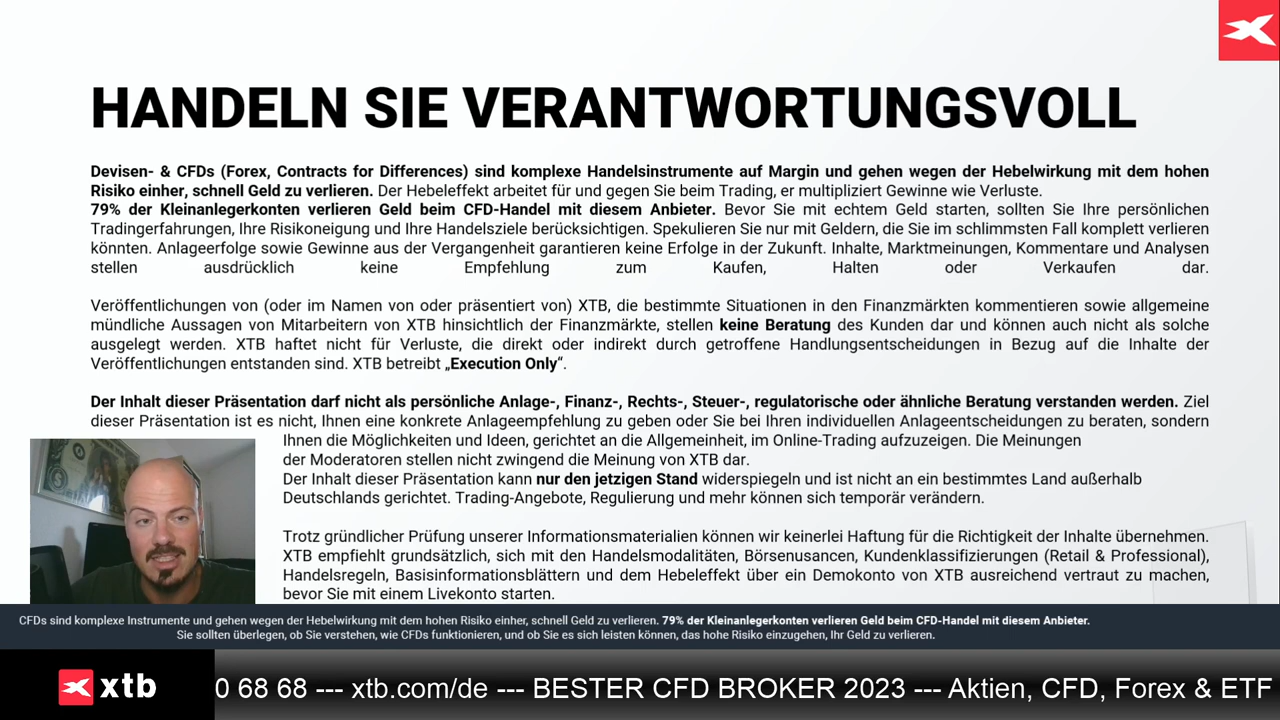 HANDELN SIE VERANTWORTUNGSVOLL
Devisen- & CFDs (Forex, Contracts for Differences) sind komplexe Handelsinstrumente auf Margin und gehen wegen der Hebelwirkung mit dem hohen
Risiko einher, schnell Geld zu verlieren. Der Hebeleffekt arbeitet für und gegen Sie beim Trading, er multipliziert Gewinne wie Verluste.
79% der Kleinanlegerkonten verlieren Geld beim CFD-Handel mit diesem Anbieter. Bevor Sie mit echtem Geld starten, sollten Sie Ihre persönlichen
Tradingerfahrungen, Ihre Risikoneigung und Ihre Handelsziele berücksichtigen. Spekulieren Sie nur mit Geldern, die Sie im schlimmsten Fall komplett verlieren
könnten. Anlageerfolge sowie Gewinne aus der Vergangenheit garantieren keine Erfolge in der Zukunft. Inhalte, Marktmeinungen, Kommentare und Analysen
stellen ausdrücklich keine Empfehlung zum Kaufen, Halten oder Verkaufen dar.
Veröffentlichungen von (oder im Namen von oder präsentiert von) XTB, die bestimmte Situationen in den Finanzmärkten kommentieren sowie allgemeine
mündliche Aussagen von Mitarbeitern von XTB hinsichtlich der Finanzmärkte, stellen keine Beratung des Kunden dar und können auch nicht als solche
ausgelegt werden. XTB haftet nicht für Verluste, die direkt oder indirekt durch getroffene Handlungsentscheidungen in Bezug auf die Inhalte der
Veröffentlichungen entstanden sind. XTB betreibt „Execution Only“.
Der Inhalt dieser Präsentation darf nicht als persönliche Anlage-, Finanz-, Rechts-, Steuer-, regulatorische oder ähnliche Beratung verstanden werden. Ziel
dieser Präsentation ist es nicht, Ihnen eine konkrete Anlageempfehlung zu geben oder Sie bei Ihren individuellen Anlageentscheidungen zu beraten, sondern
Ihnen die Möglichkeiten und Ideen, gerichtet an die Allgemeinheit, im Online-Trading aufzuzeigen. Die Meinungen
der Moderatoren stellen nicht zwingend die Meinung von XTB dar.
Der Inhalt dieser Präsentation kann nur den jetzigen Stand widerspiegeln und ist nicht an ein bestimmtes Land außerhalb
Deutschlands gerichtet. Trading-Angebote, Regulierung und mehr können sich temporär verändern.
Trotz gründlicher Prüfung unserer Informationsmaterialien können wir keinerlei Haftung für die Richtigkeit der Inhalte übernehmen.
XTB empfiehlt grundsätzlich, sich mit den Handelsmodalitäten, Börsenusancen, Kundenklassifizierungen (Retail & Professional),
Handelsregeln, Basisinformationsblättern und dem Hebeleffekt über ein Demokonto von XTB ausreichend vertraut zu machen,
bevor Sie mit einem Livekonto starten.
CFDs sind komplexe Instrumente und gehen wegen der Hebelwirkung mit dem hohen Risiko einher, schnell Geld zu verlieren. 79% der Kleinanlegerkonten verlieren Geld beim CFD-Handel mit diesem Anbieter.
Sie sollten überlegen, ob Sie verstehen, wie CFDs funktionieren, und ob Sie es sich leisten können, das hohe Risiko einzugehen, Ihr Geld zu verlieren.
xtb 0 68 68 --- xtb.com/de --- BESTER CFD BROKER 2023 --- Aktien, CFD, Forex & ETF